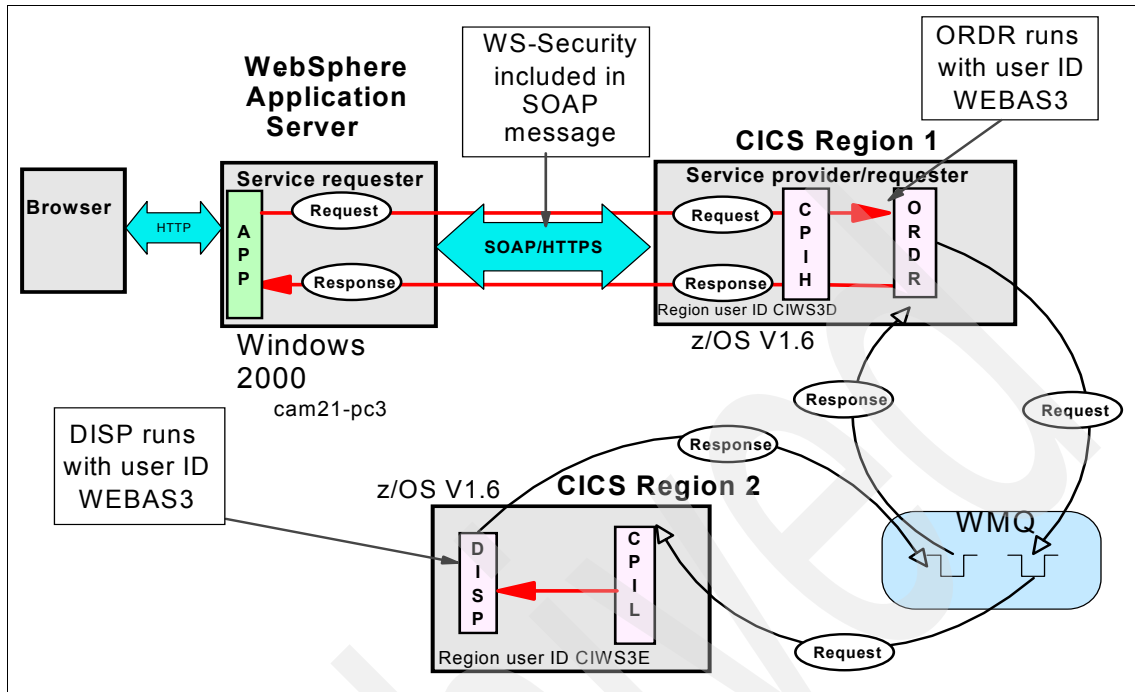 WS-Security
included in
SOAP
message
ORDR runs
with user ID
WEBAS3
WebSphere
Application
Server
CICS Region 1
Browser
HTTP
Service requester
APP
Request
Response
SOAP/HTTPS
Service provider/requester
Request
Response
CPIH
ORDR
Region user ID CIWS3D
Windows
2000
cam21-pc3
z/OS V1.6
Response
Request
DISP runs
with user ID
WEBAS3
Response
z/OS V1.6
CICS Region 2
DISP
CPIL
Region user ID CIWS3E
WMQ
Request